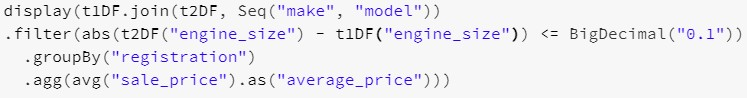 display(t1DF.join(t2DF, Seq("make", "model"))
.filter(abs(t2DF("engine_size") - t1DF("engine_size")) <= BigDecimal("0.1"))
  .groupBy("registration")
  .agg(avg("sale_price").as("average_price")))